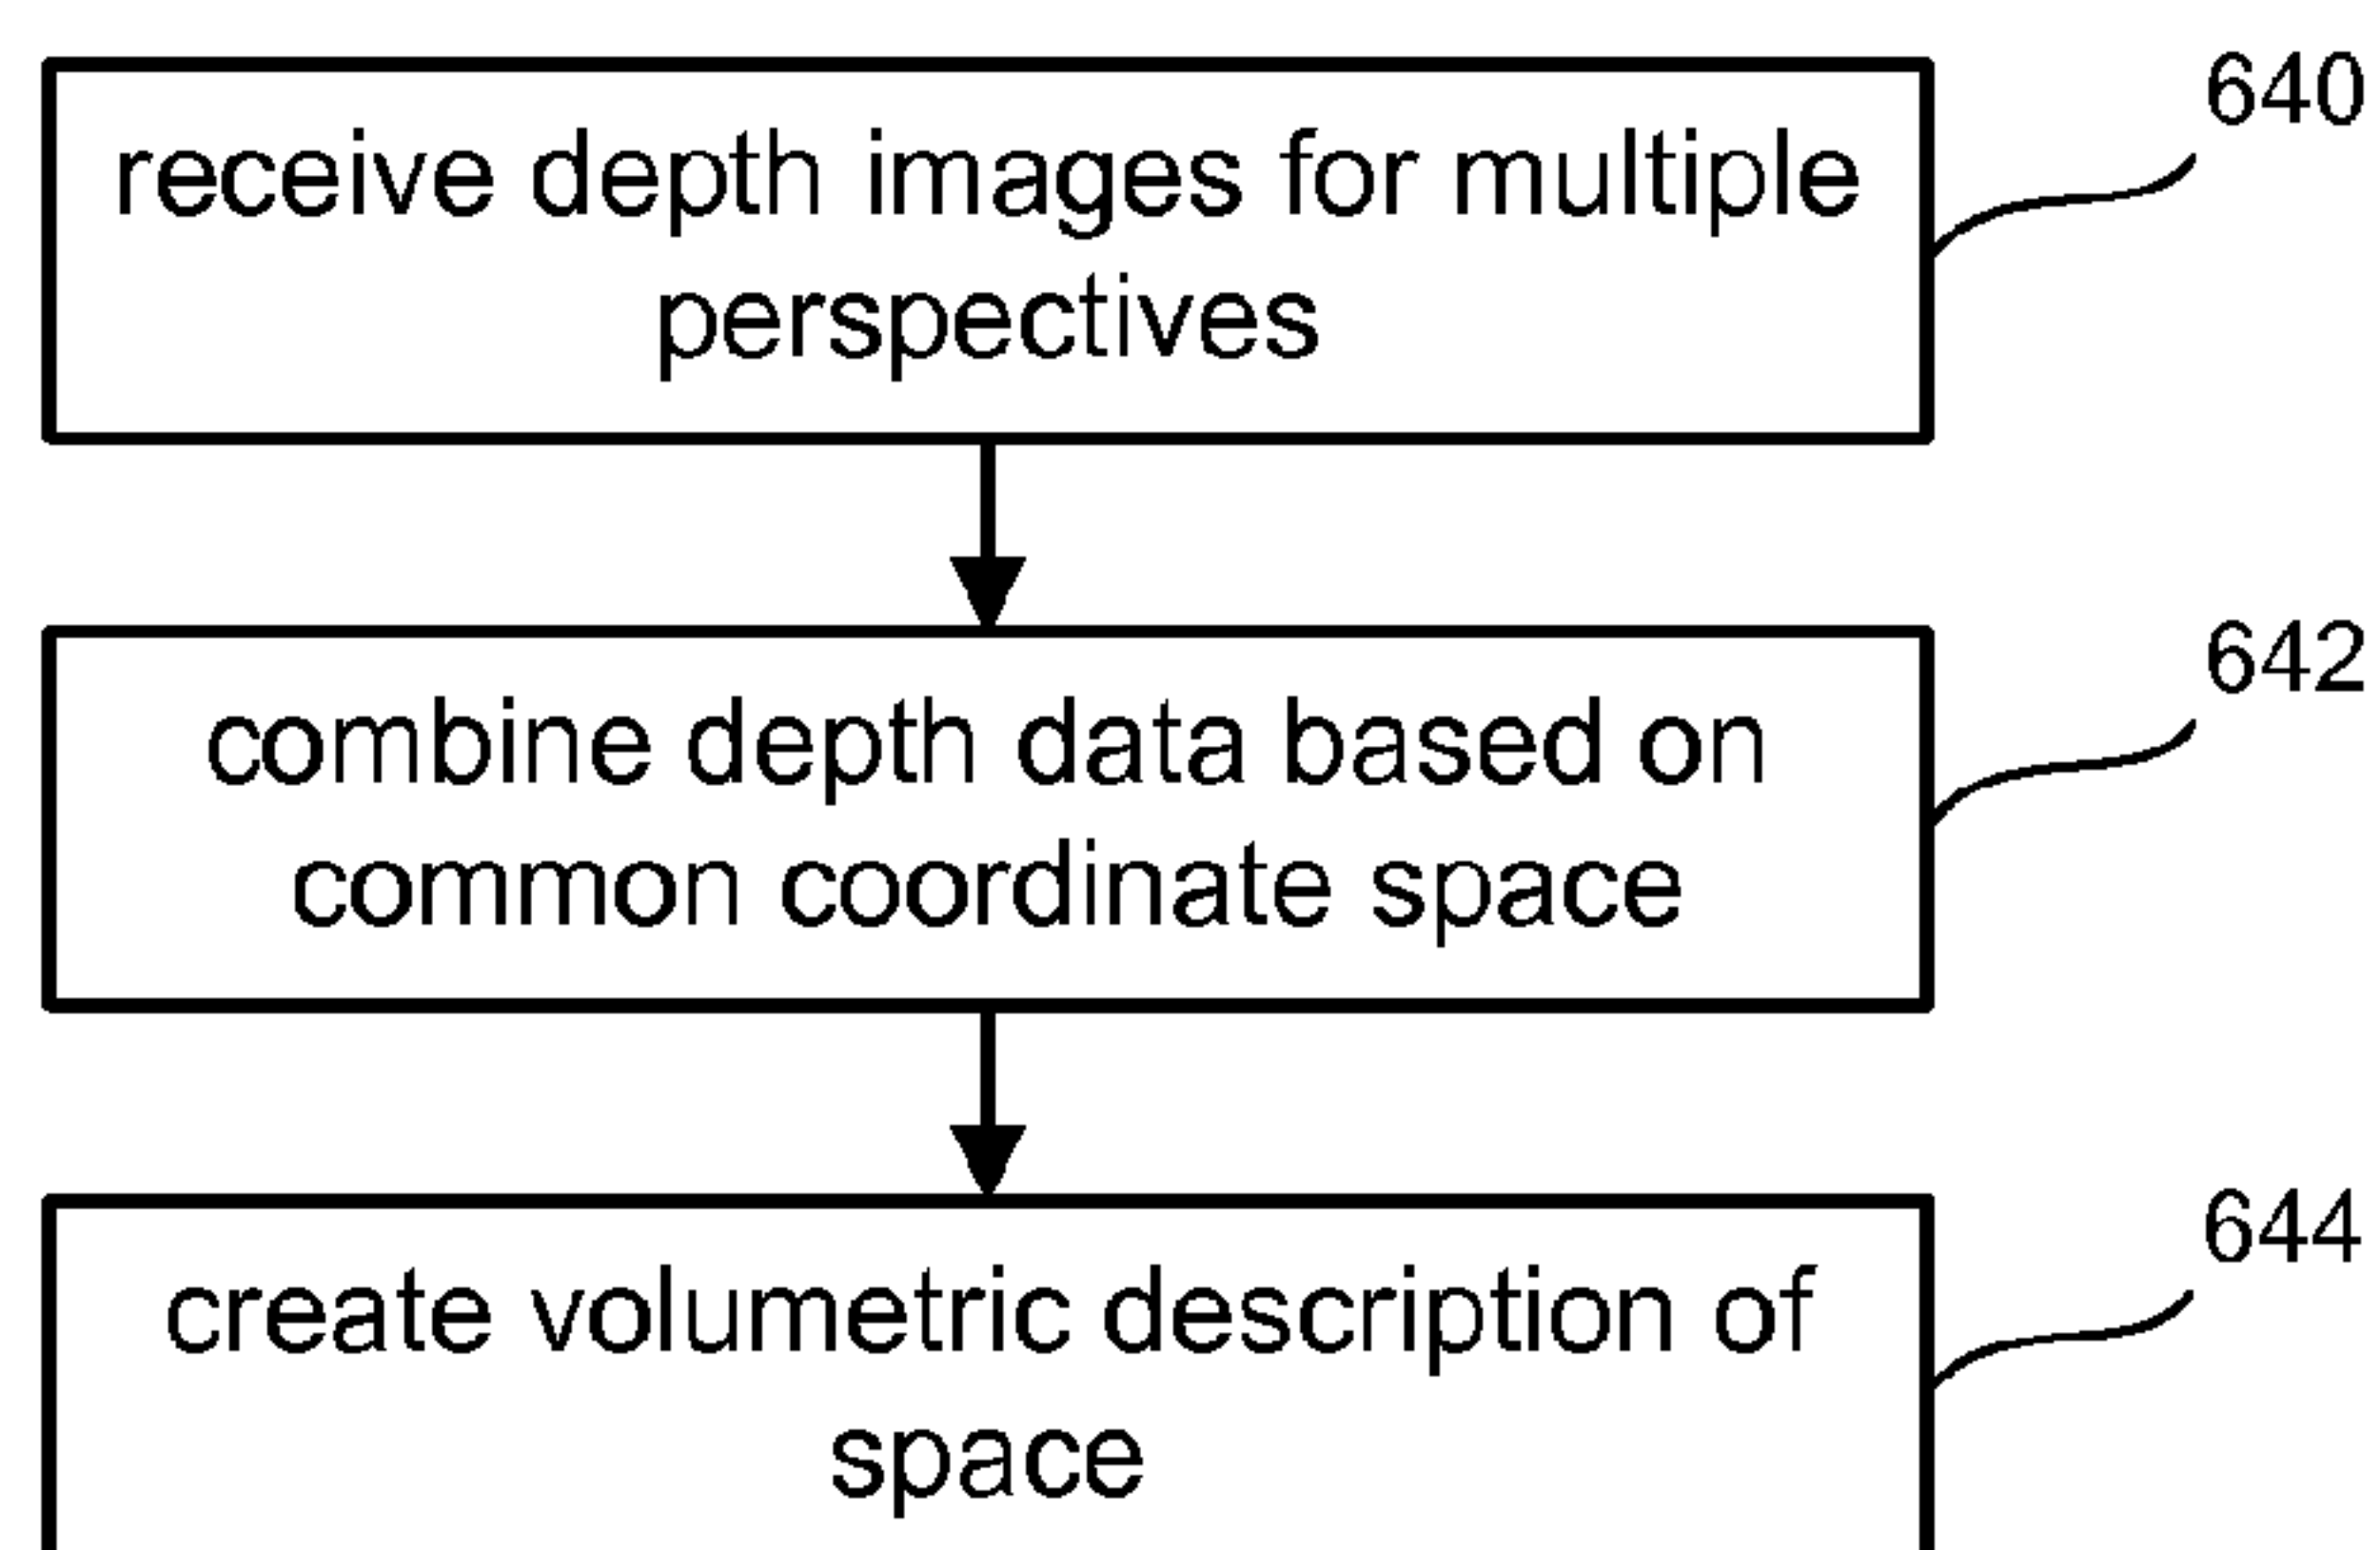 640
receive depth images for multiple
perspectives
642
combine depth data based on
common coordinate space
644
create volumetric description of
space